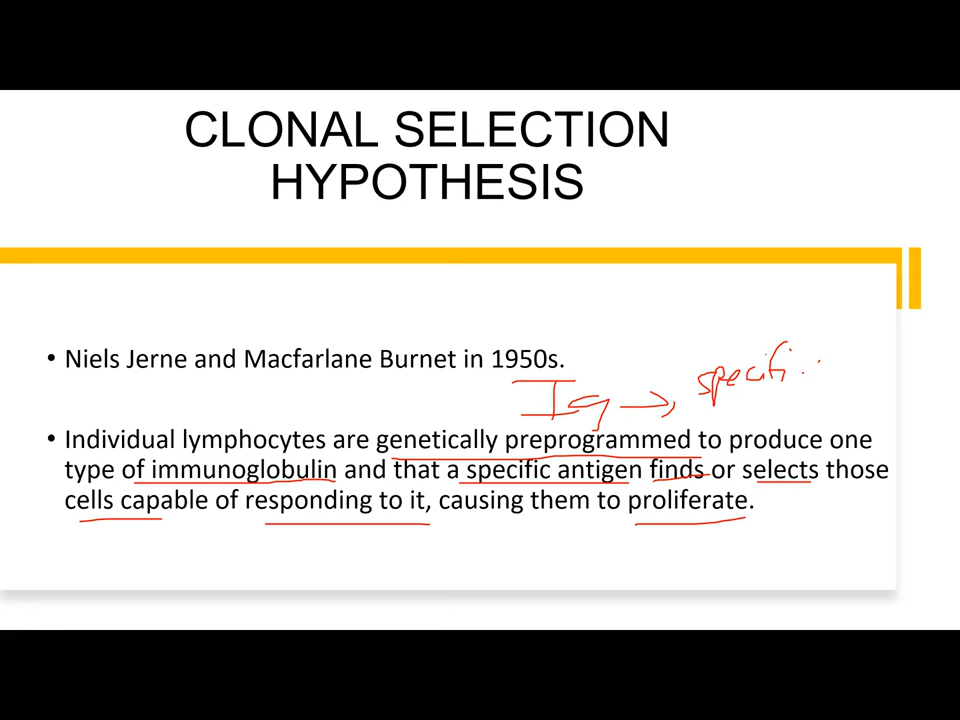 CLONAL SELECTION
HYPOTHESIS
• Niels Jerne and Macfarlane Burnet in 1950s.
Ig → specifi
• Individual lymphocytes are genetically preprogrammed to produce one
type of immunoglobulin and that a specific antigen finds or selects those
cells capable of responding to it, causing them to proliferate.